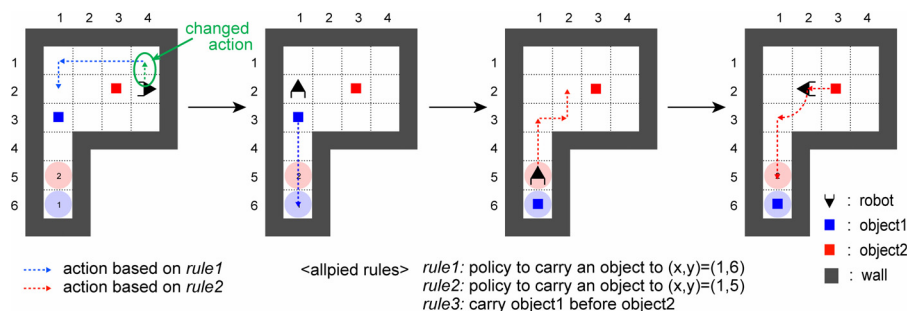 1 2 3 4
1 2 3 4
1 2 3 4
1 2 3 4
changed
action
1
2
3
4
5
6
2
1
1
2
3
4
5
6
2
1
2
3
4
5
6
1
2
3
4
5
6
2
: robot
: object1
: object2
: wall
action based on rule1
action based on rule2
<allpied rules>
rule1: policy to carry an object to (x,y)=(1,6)
rule2: policy to carry an object to (x,y)=(1,5)
rule3: carry object1 before object2